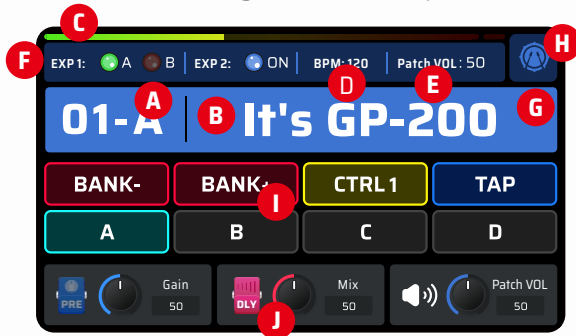 C
F EXP 1: A B EXP 2: ON BPM: 120 Patch VOL: 50 H
A D E
01-A B It's GP-200 G
BANK- BANK+ CTRL 1 TAP
I
A B C D
PRE Gain 50 DLY Mix 50 Patch VOL 50
J